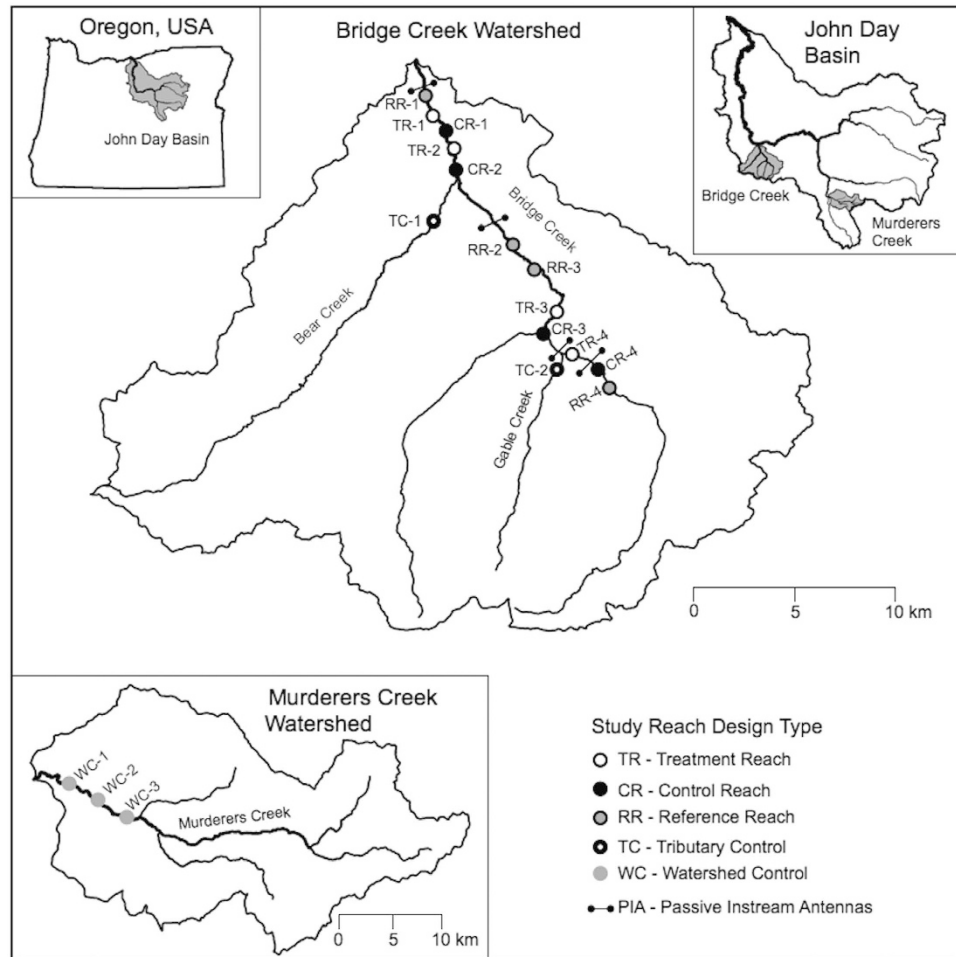 Oregon, USA
John Day Basin
Bridge Creek Watershed
John Day
Basin
Bridge Creek
Murderers
Creek
RR-1
TR-1
CR-1
TR-2
CR-2
TC-1
Bridge Creek
RR-2
RR-3
Bear Creek
TR-3
CR-3
TR-4
TC-2
CR-4
RR-4
Gable Creek
0 5 10 km
Murderers Creek
Watershed
WC-1
WC-2
WC-3
Murderers Creek
0 5 10 km
Study Reach Design Type
TR - Treatment Reach
CR - Control Reach
RR - Reference Reach
TC - Tributary Control
WC - Watershed Control
PIA - Passive Instream Antennas